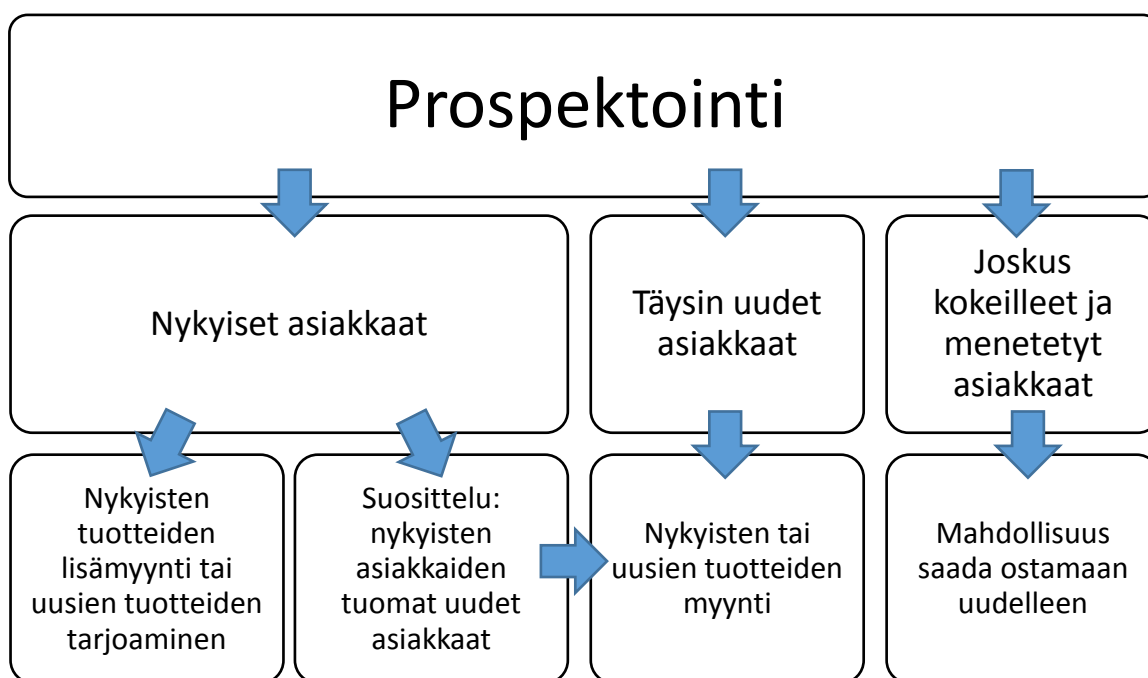 Prospektointi
Nykyiset asiakkaat
Täysin uudet
asiakkaat
Joskus
kokeilleet ja
menetetyt
asiakkaat
Nykyisten
tuotteiden
lisämyynti tai
uusien tuotteiden
tarjoaminen
Suosittelu:
nykyisten
asiakkaiden
tuomat uudet
asiakkaat
Nykyisten tai
uusien tuotteiden
myynti
Mahdollisuus
saada ostamaan
uudelleen